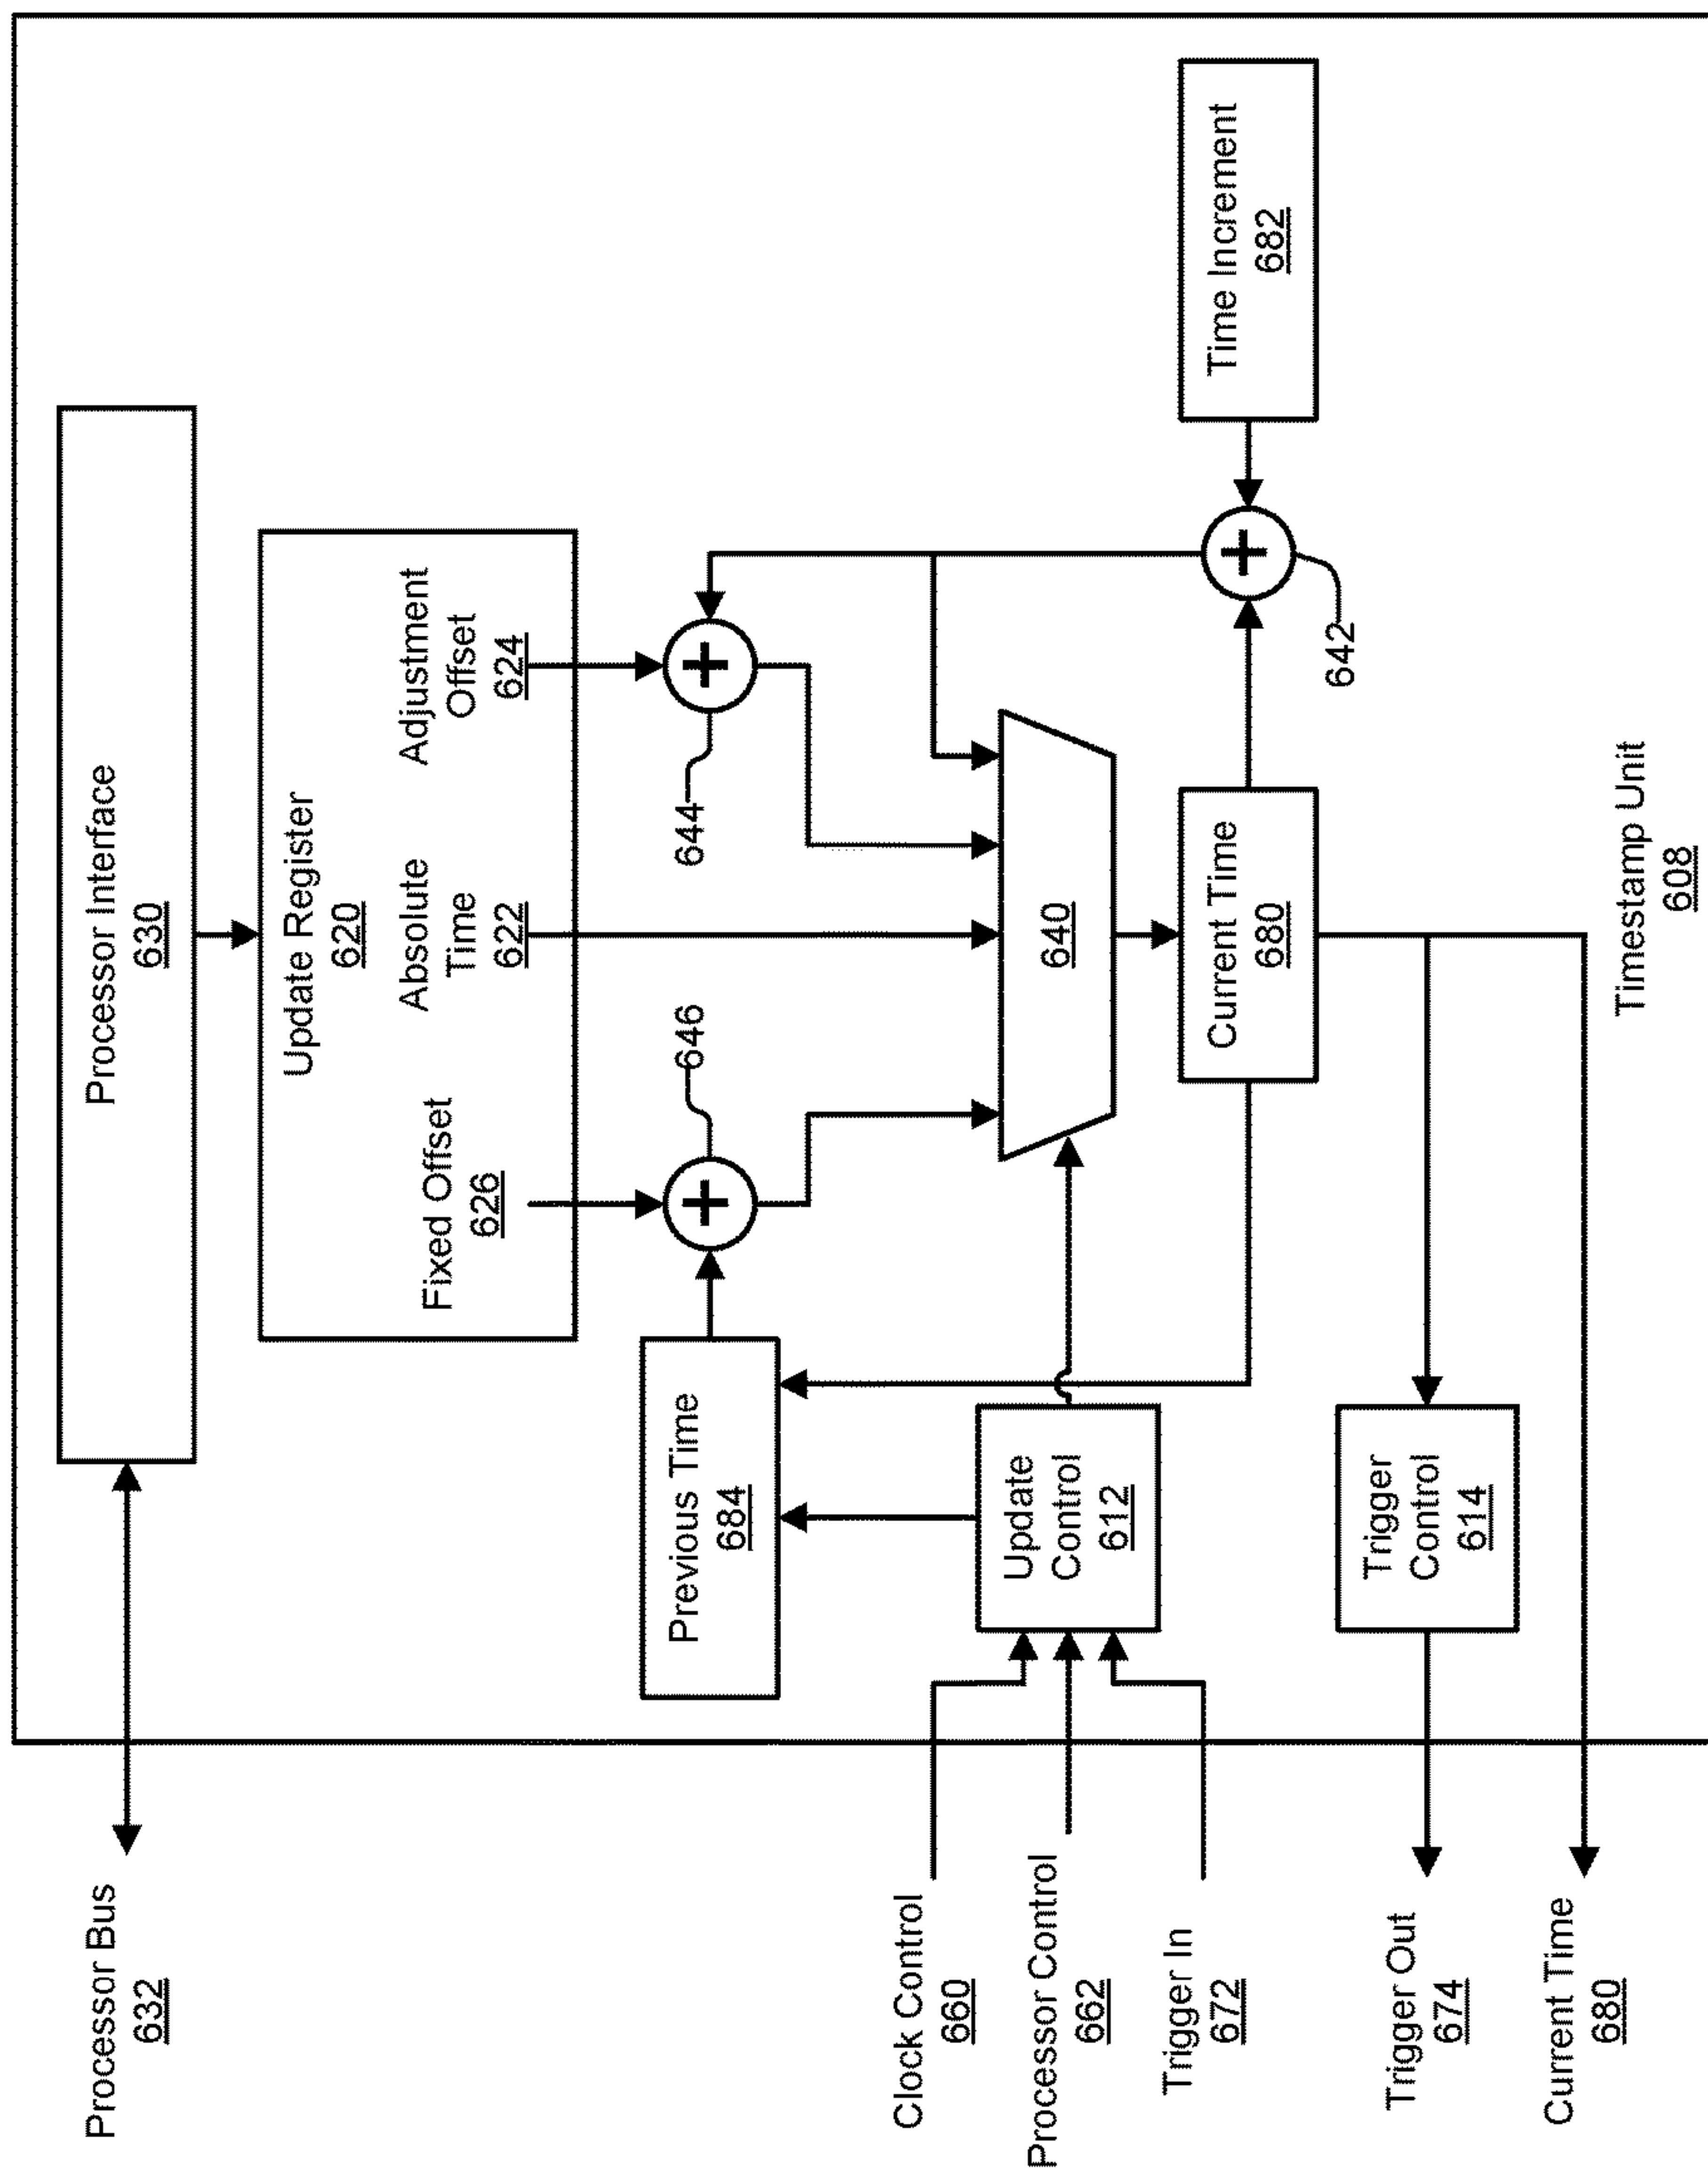 Processor Bus
632
Processor Interface
630
Update Register
620
Fixed Offset
626
Absolute
Time
622
Adjustment
Offset
624
646
644
Previous Time
684
Clock Control
660
Processor Control
662
Trigger In
672
Update
Control
612
640
Current Time
680
Time Increment
682
642
Trigger
Control
614
Trigger Out
674
Current Time
680
Timestamp Unit
608